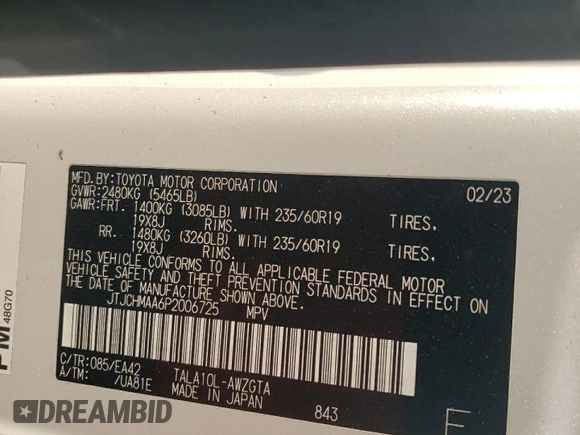 MFD.BY:TOYOTA MOTOR CORPORATION 02/23
GVWR:2480KG (5465LB)
GAWR:FRT. 1400KG (3085LB) WITH 235/60R19 TIRES,
19X8J RIMS.
RR. 1480KG (3260LB) WITH 235/60R19 TIRES,
19X8J RIMS.
THIS VEHICLE CONFORMS TO ALL APPLICABLE FEDERAL MOTOR
VEHICLE SAFETY AND THEFT PREVENTION STANDARDS IN EFFECT ON
THE DATE OF MANUFACTURE SHOWN ABOVE.
JTJCHMAA6P2006725 MPV
C/TR:085/EA42 TALA10L-AWZGTA
A/TM: /UA81E MADE IN JAPAN 843
E
PM 48G70
DREAMBID